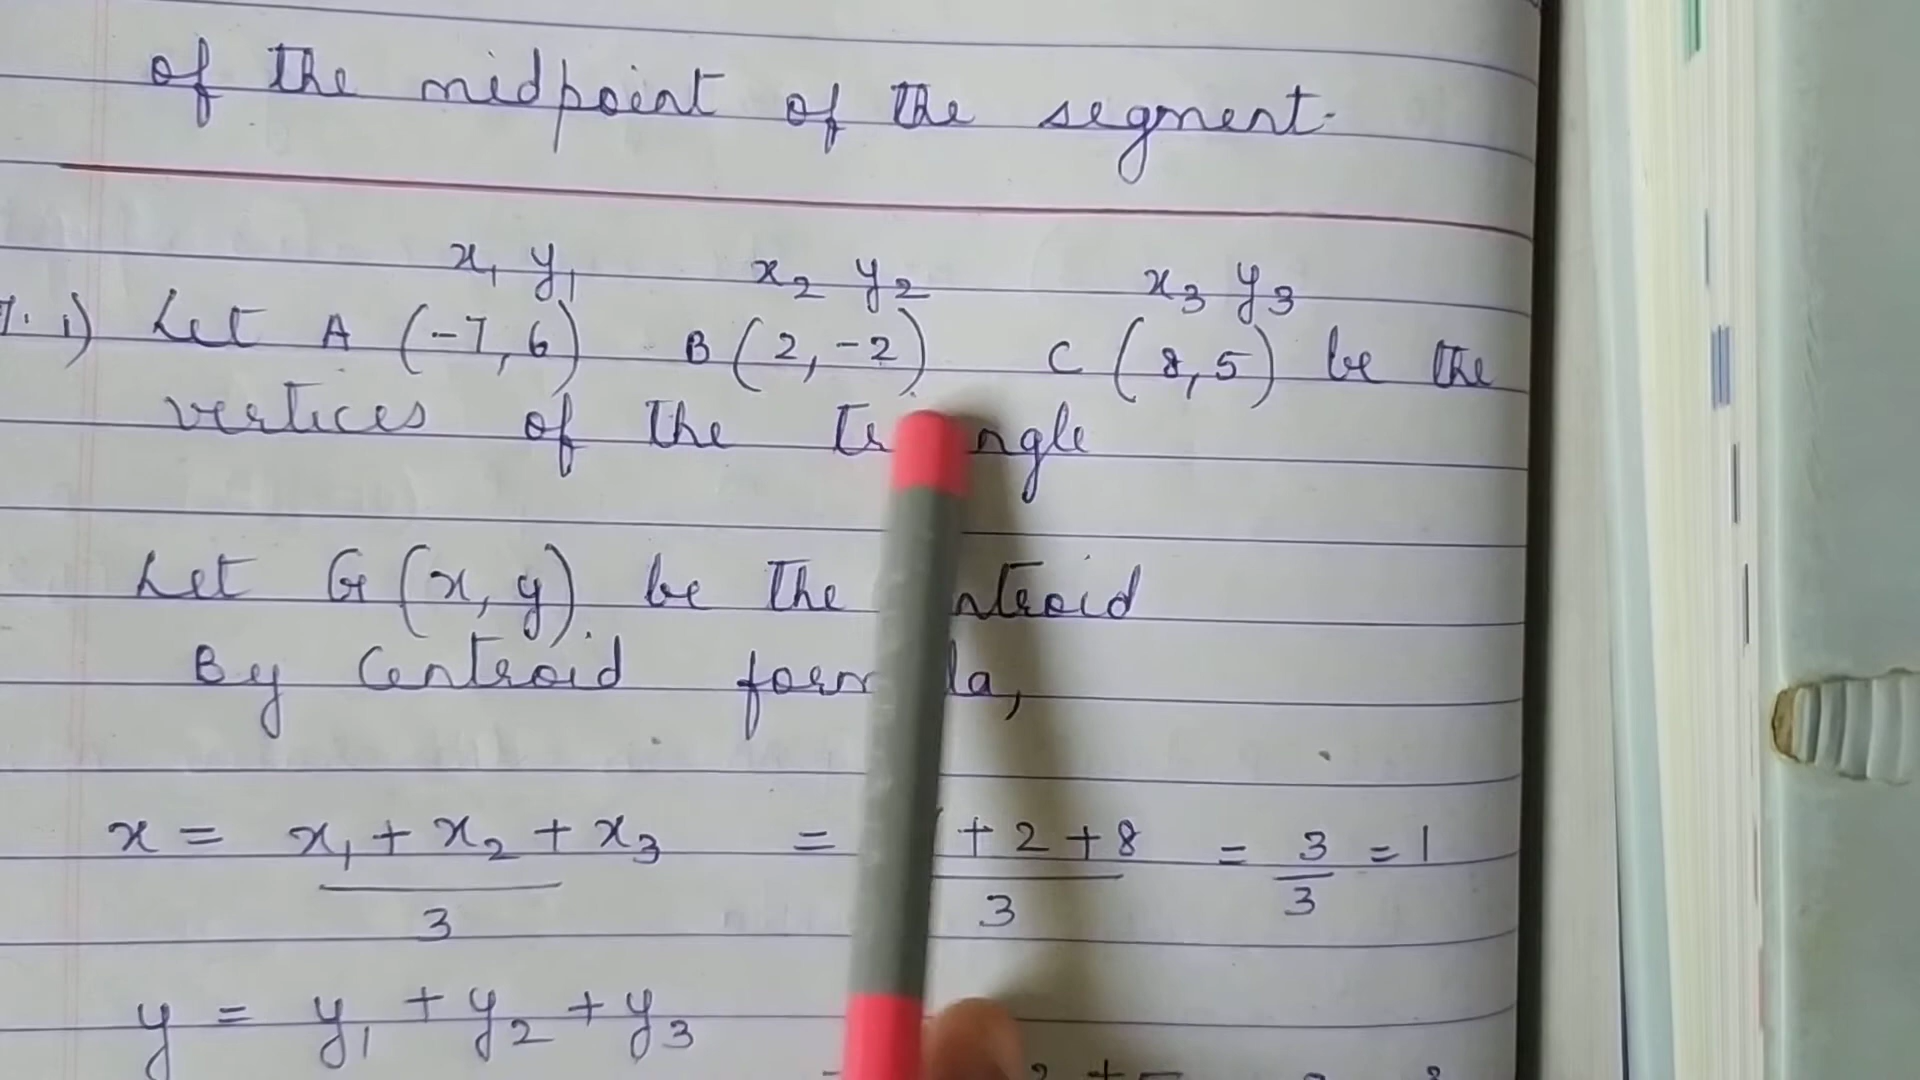 of the midpoint of the segment.
x₁ y₁ x₂ y₂ x₃ y₃
1) Let A (-7, 6) B (2, -2) C (8, 5) be the
vertices of the
Let G (x, y) be the
By Centroid
x = x₁ + x₂ + x₃ / 3 = + 2 + 8 / 3 = 3/3 = 1
y = y₁ + y₂ + y₃